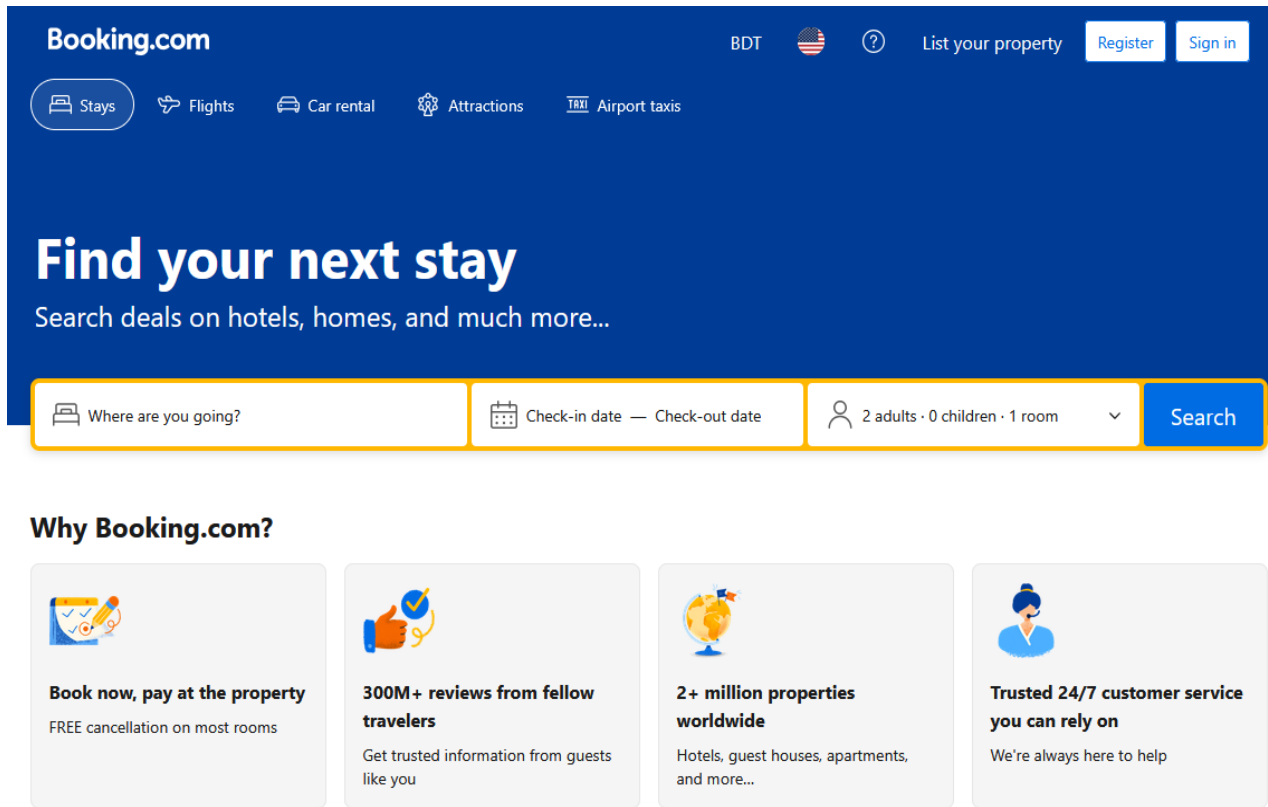 Booking.com
BDT
List your property
Register
Sign in
Stays
Flights
Car rental
Attractions
TAXI Airport taxis
Find your next stay
Search deals on hotels, homes, and much more...
Where are you going?
Check-in date — Check-out date
2 adults · 0 children · 1 room
Search
Why Booking.com?
Book now, pay at the property
FREE cancellation on most rooms
300M+ reviews from fellow
travelers
Get trusted information from guests
like you
2+ million properties
worldwide
Hotels, guest houses, apartments,
and more...
Trusted 24/7 customer service
you can rely on
We're always here to help